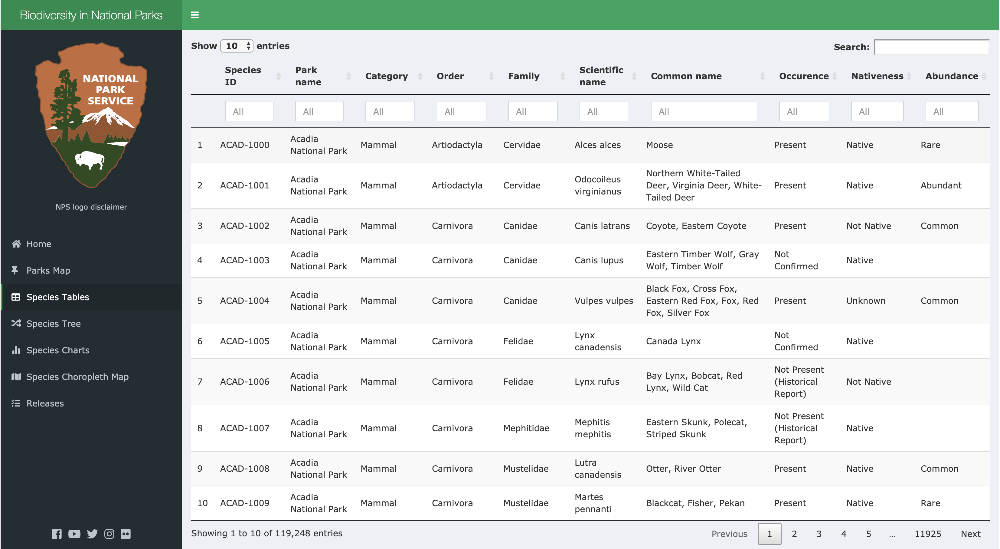 Biodiversity in National Parks
NATIONAL
PARK
SERVICE
NPS logo disclaimer
Home
Parks Map
Species Tables
Species Tree
Species Charts
Species Choropleth Map
Releases
Show 10 entries
Search:
Species ID Park name Category Order Family Scientific name Common name Occurence Nativeness Abundance
All All All All All All All All All All
1 ACAD-1000 Acadia National Park Mammal Artiodactyla Cervidae Alces alces Moose Present Native Rare
2 ACAD-1001 Acadia National Park Mammal Artiodactyla Cervidae Odocoileus virginianus Northern White-Tailed Deer, Virginia Deer, White-Tailed Deer Present Native Abundant
3 ACAD-1002 Acadia National Park Mammal Carnivora Canidae Canis latrans Coyote, Eastern Coyote Present Not Native Common
4 ACAD-1003 Acadia National Park Mammal Carnivora Canidae Canis lupus Eastern Timber Wolf, Gray Wolf, Timber Wolf Not Confirmed Native
5 ACAD-1004 Acadia National Park Mammal Carnivora Canidae Vulpes vulpes Black Fox, Cross Fox, Eastern Red Fox, Fox, Red Fox, Silver Fox Present Unknown Common
6 ACAD-1005 Acadia National Park Mammal Carnivora Felidae Lynx canadensis Canada Lynx Not Confirmed Native
7 ACAD-1006 Acadia National Park Mammal Carnivora Felidae Lynx rufus Bay Lynx, Bobcat, Red Lynx, Wild Cat Not Present (Historical Report) Not Native
8 ACAD-1007 Acadia National Park Mammal Carnivora Mephitidae Mephitis mephitis Eastern Skunk, Polecat, Striped Skunk Not Present (Historical Report) Native
9 ACAD-1008 Acadia National Park Mammal Carnivora Mustelidae Lutra canadensis Otter, River Otter Present Native Common
10 ACAD-1009 Acadia National Park Mammal Carnivora Mustelidae Martes pennanti Blackcat, Fisher, Pekan Present Native Rare
Showing 1 to 10 of 119,248 entries
Previous 1 2 3 4 5 … 11925 Next